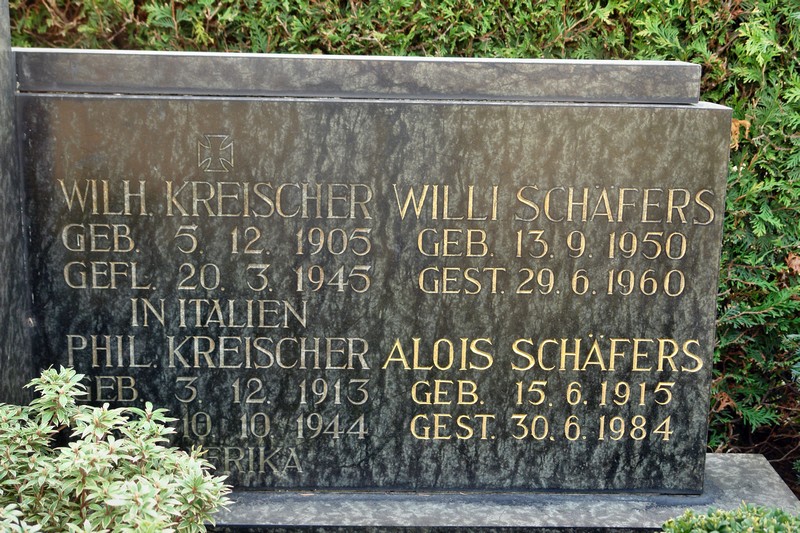 WILH. KREISCHER
GEB. 5. 12. 1905
GEFL. 20. 3. 1945
IN ITALIEN
PHIL. KREISCHER
GEB. 3. 12. 1913
10. 10. 1944
ERIKA
WILLI SCHÄFERS
GEB. 13. 9. 1950
GEST. 29. 6. 1960
ALOIS SCHÄFERS
GEB. 15. 6. 1915
GEST. 30. 6. 1984